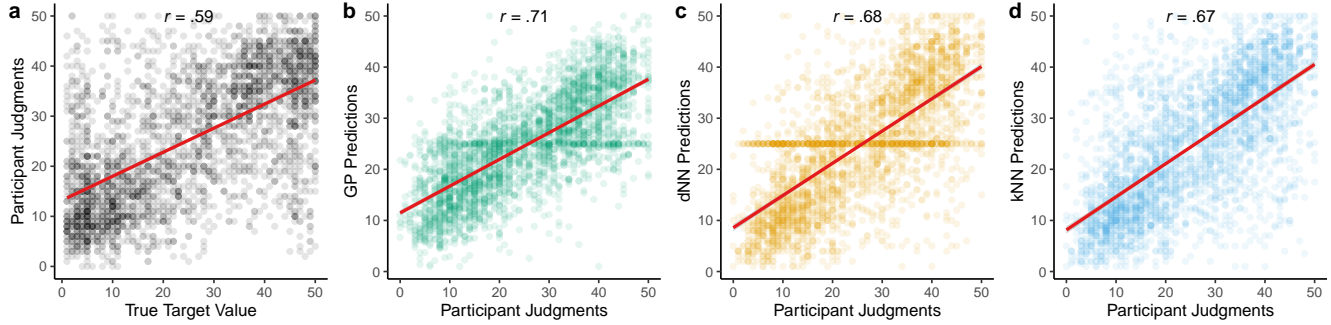 a
r = .59
Participant Judgments
50
40
30
20
10
0
0 10 20 30 40 50
True Target Value
b
r = .71
GP Predictions
50
40
30
20
10
0
0 10 20 30 40 50
Participant Judgments
c
r = .68
dNN Predictions
50
40
30
20
10
0
0 10 20 30 40 50
Participant Judgments
d
r = .67
kNN Predictions
50
40
30
20
10
0
0 10 20 30 40 50
Participant Judgments